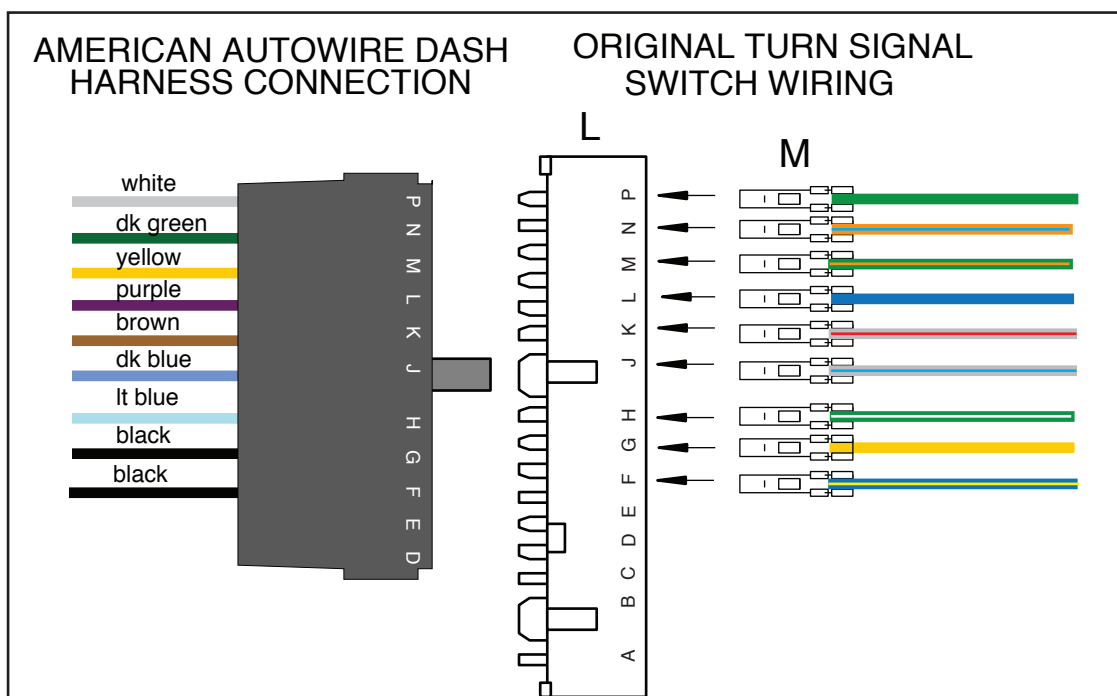 AMERICAN AUTOWIRE DASH
HARNESS CONNECTION
ORIGINAL TURN SIGNAL
SWITCH WIRING
L
M
white
dk green
yellow
purple
brown
dk blue
lt blue
black
black
P
N
M
L
K
J
H
G
F
E
D
P
N
M
L
K
J
H
G
F
E
D
C
B
A